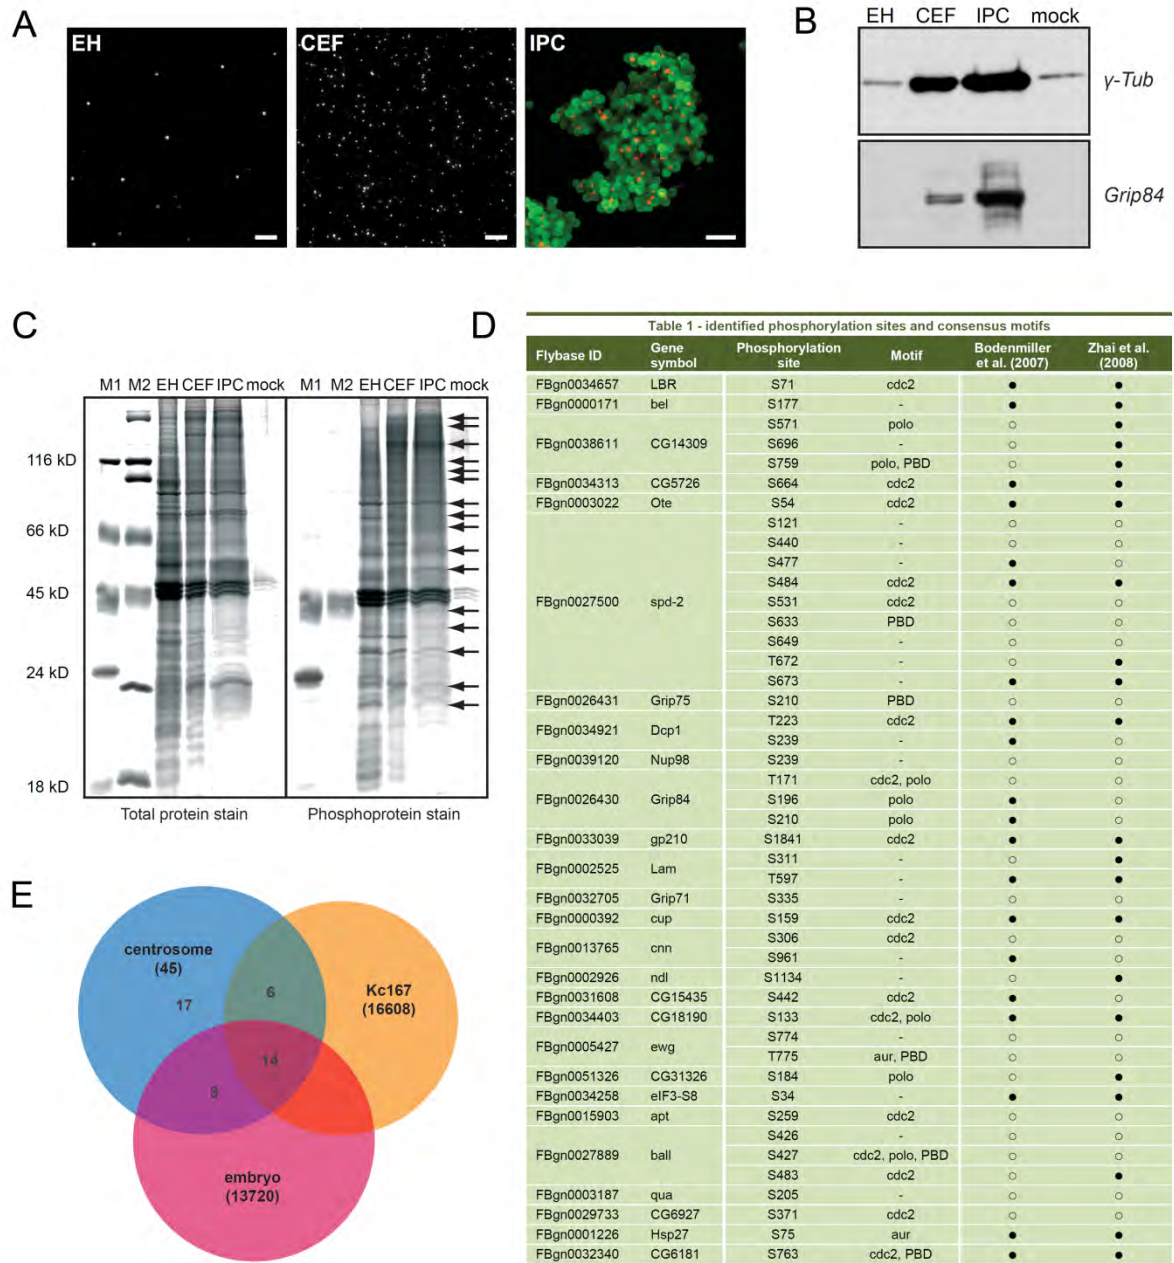 A
EH
CEF
IPC
B
EH CEF IPC mock
γ-Tub
Grip84
C
M1 M2 EH CEF IPC mock M1 M2 EH CEF IPC mock
116 kD
66 kD
45 kD
24 kD
18 kD
Total protein stain Phosphoprotein stain
D
Table 1 - identified phosphorylation sites and consensus motifs
Flybase ID Gene symbol Phosphorylation site Motif Bodenmiller et al. (2007) Zhai et al. (2008)
FBgn0034657 LBR S71 cdc2 ● ●
FBgn0000171 bel S177 - ● ●
FBgn0038611 CG14309 S571 polo ○ ●
S696 - ○ ●
S759 polo, PBD ○ ●
FBgn0034313 CG5726 S664 cdc2 ● ●
FBgn0003022 Ote S54 cdc2 ● ●
FBgn0027500 spd-2 S121 - ○ ○
S440 - ○ ○
S477 - ● ○
S484 cdc2 ● ●
S531 cdc2 ○ ○
S633 PBD ○ ○
S649 - ○ ○
T672 - ○ ●
S673 - ● ●
FBgn0026431 Grip75 S210 PBD ○ ○
FBgn0034921 Dcp1 T223 cdc2 ● ●
S239 - ● ○
FBgn0039120 Nup98 S239 - ○ ○
FBgn0026430 Grip84 T171 cdc2, polo ○ ○
S196 polo ● ○
S210 polo ● ○
FBgn0033039 gp210 S1841 cdc2 ● ●
FBgn0002525 Lam S311 - ○ ●
T597 - ● ●
FBgn0032705 Grip71 S335 - ○ ○
FBgn0000392 cup S159 cdc2 ● ●
FBgn0013765 cnn S306 cdc2 ○ ○
S961 - ● ○
FBgn0002926 ndl S1134 - ○ ●
FBgn0031608 CG15435 S442 cdc2 ● ○
FBgn0034403 CG18190 S133 cdc2, polo ● ●
FBgn0005427 ewg S774 - ○ ○
T775 aur, PBD ○ ○
FBgn0051326 CG31326 S184 polo ○ ●
FBgn0034258 eIF3-S8 S34 - ● ●
FBgn0015903 apt S259 cdc2 ○ ○
FBgn0027889 ball S426 - ○ ○
S427 cdc2, polo, PBD ○ ○
S483 cdc2 ○ ●
FBgn0003187 qua S205 - ○ ○
FBgn0029733 CG6927 S371 cdc2 ○ ○
FBgn0001226 Hsp27 S75 aur ● ●
FBgn0032340 CG6181 S763 cdc2, PBD ● ●
E
centrosome
(45)
17
6
Kc167
(16608)
14
8
embryo
(13720)